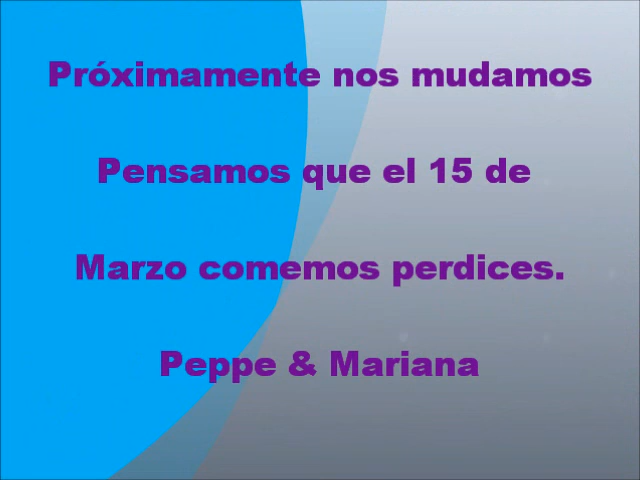 Próximamente nos mudamos
Pensamos que el 15 de
Marzo comemos perdices.
Peppe & Mariana